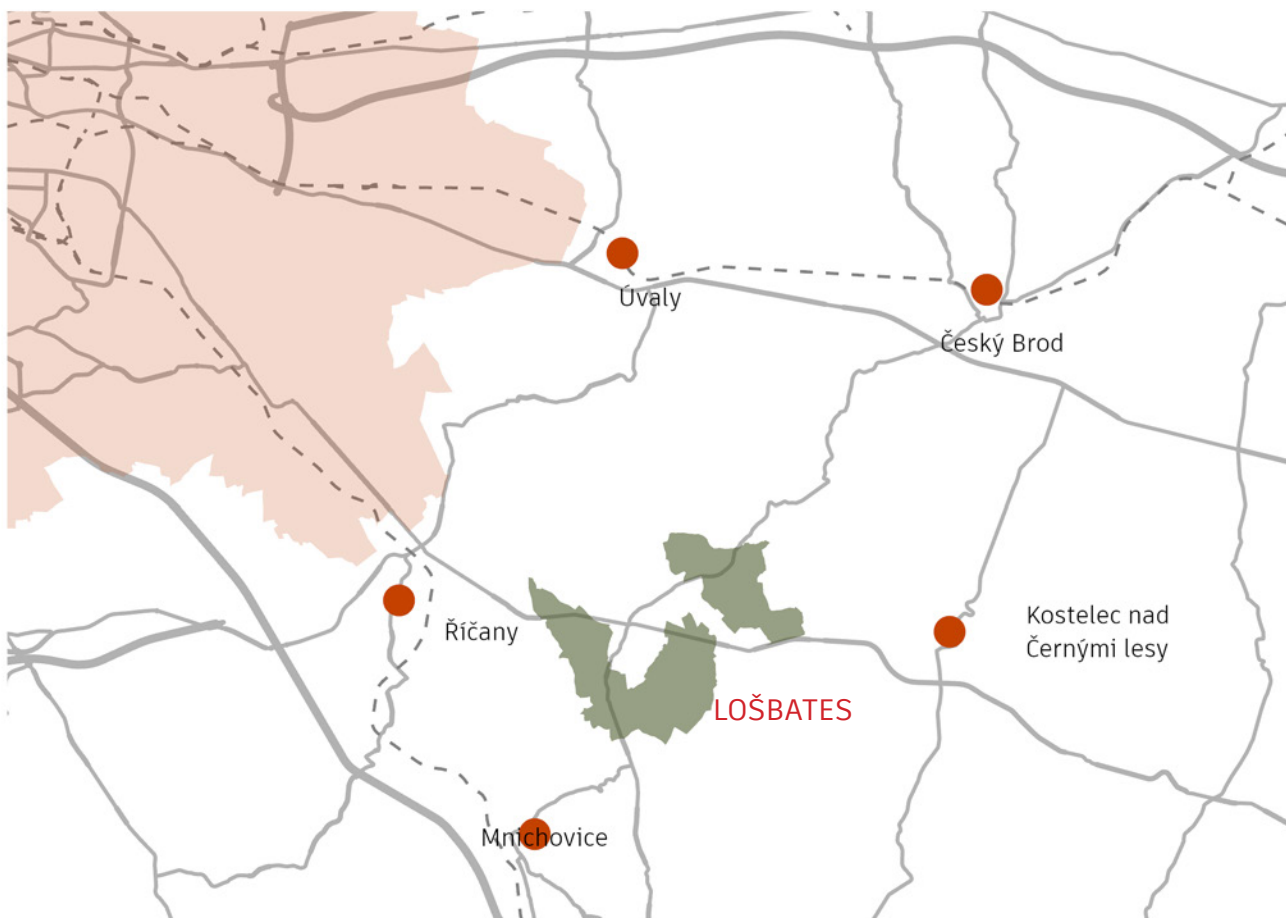 Úvaly
Český Brod
Říčany
Kostelec nad
Černými lesy
LOŠBATES
Mnichovice